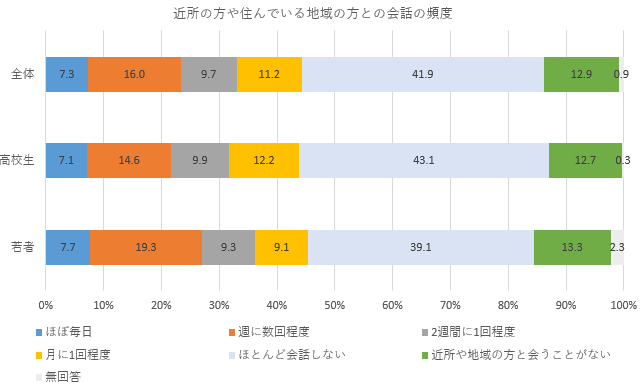 近所の方や住んでいる地域の方との会話の頻度
全体 7.3 16.0 9.7 11.2 41.9 12.9 0.9
高校生 7.1 14.6 9.9 12.2 43.1 12.7 0.3
若者 7.7 19.3 9.3 9.1 39.1 13.3 2.3
0% 10% 20% 30% 40% 50% 60% 70% 80% 90% 100%
ほぼ毎日 週に数回程度 2週間に1回程度
月に1回程度 ほとんど会話しない 近所や地域の方と会うことがない
無回答